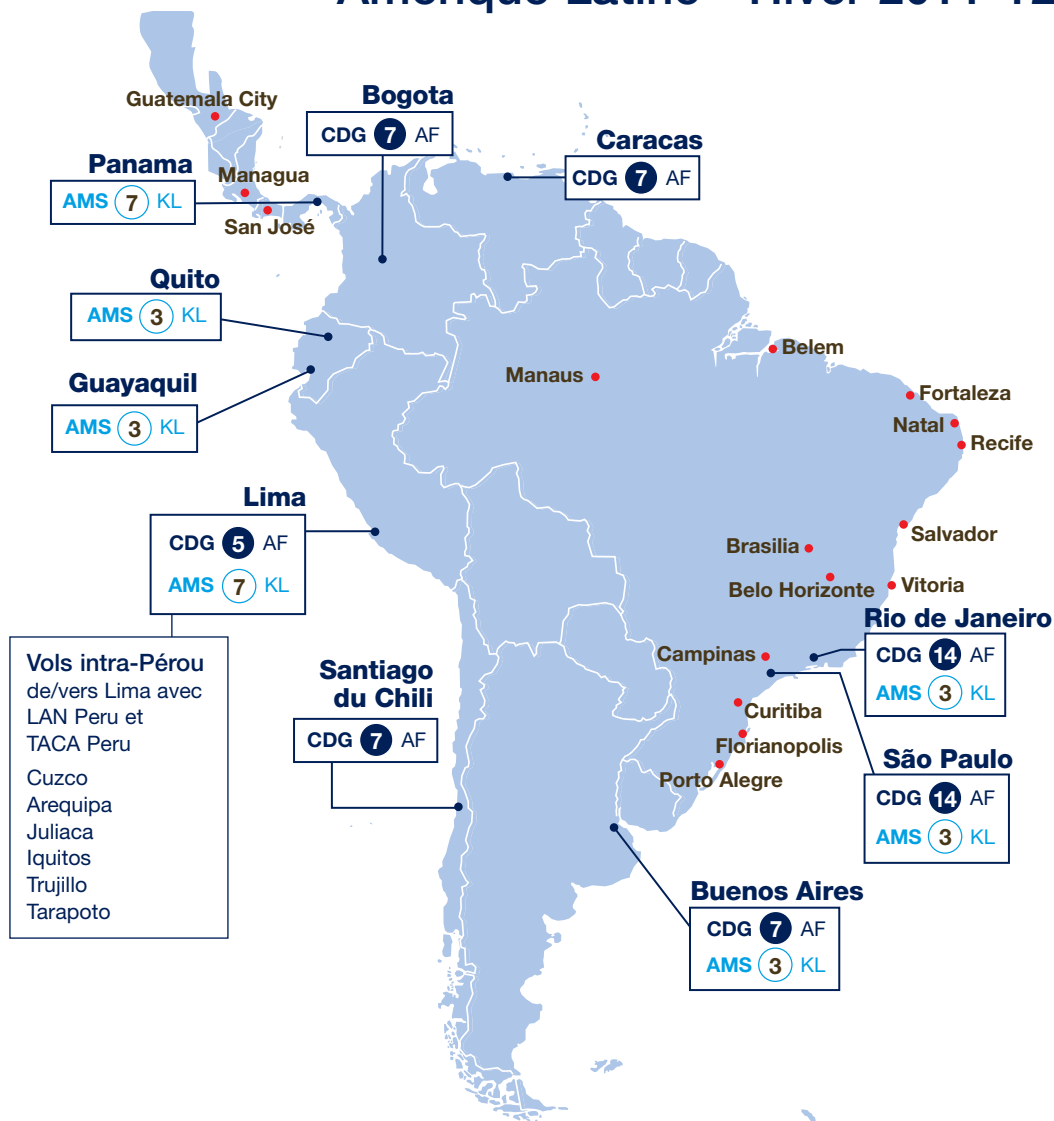 Amérique Latine - Hiver 2011-12
Guatemala City
Bogota
CDG 7 AF
Caracas
CDG 7 AF
Panama
AMS 7 KL
Managua
San José
Quito
AMS 3 KL
Guayaquil
AMS 3 KL
Belem
Manaus
Fortaleza
Natal
Recife
Lima
CDG 5 AF
AMS 7 KL
Salvador
Brasilia
Belo Horizonte
Vitoria
Rio de Janeiro
CDG 14 AF
AMS 3 KL
Vols intra-Pérou
de/vers Lima avec
LAN Peru et
TACA Peru
Cuzco
Arequipa
Juliaca
Iquitos
Trujillo
Tarapoto
Santiago
du Chili
CDG 7 AF
Campinas
Curitiba
Florianopolis
Porto Alegre
São Paulo
CDG 14 AF
AMS 3 KL
Buenos Aires
CDG 7 AF
AMS 3 KL